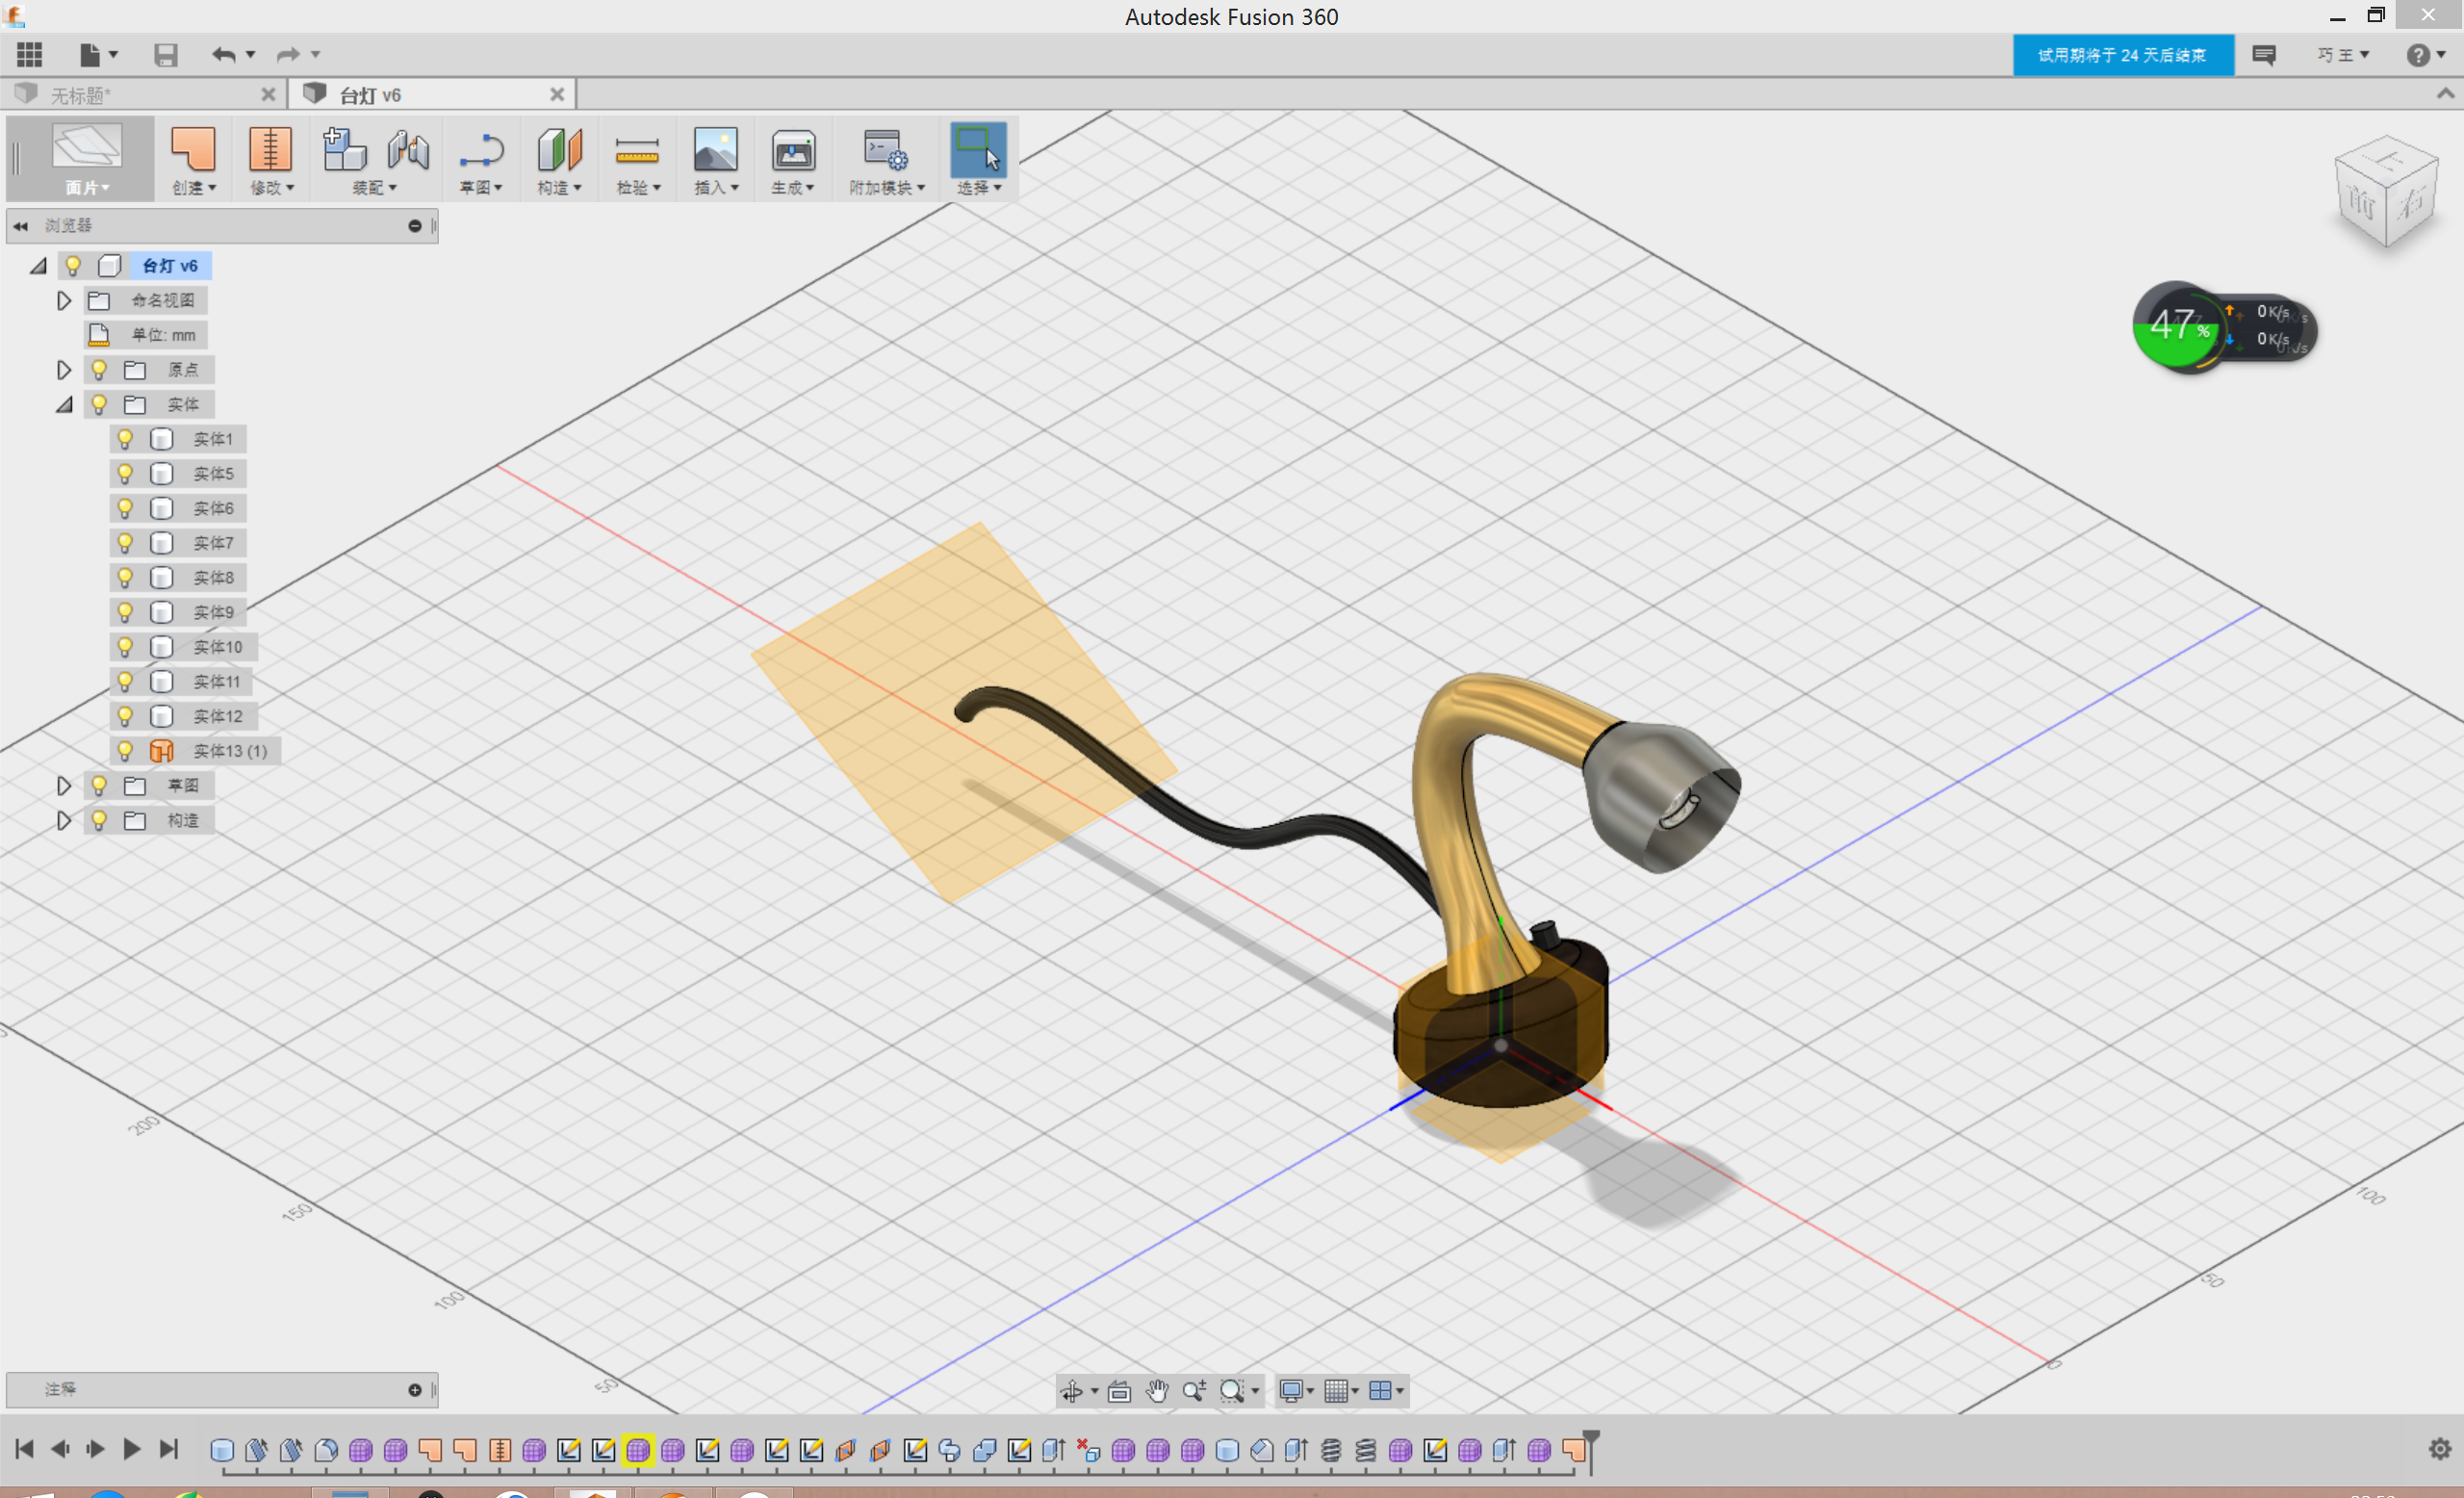 Autodesk Fusion 360
试用期将于 24 天后结束
巧 王
无标题*
台灯 v6
面片
创建
修改
装配
草图
构造
检验
插入
生成
附加模块
选择
上
前
右
浏览器
台灯 v6
命名视图
单位: mm
原点
实体
实体1
实体5
实体6
实体7
实体8
实体9
实体10
实体11
实体12
实体13 (1)
草图
构造
47%
0K/s
0K/s
200
150
100
50
0
50
100
注释